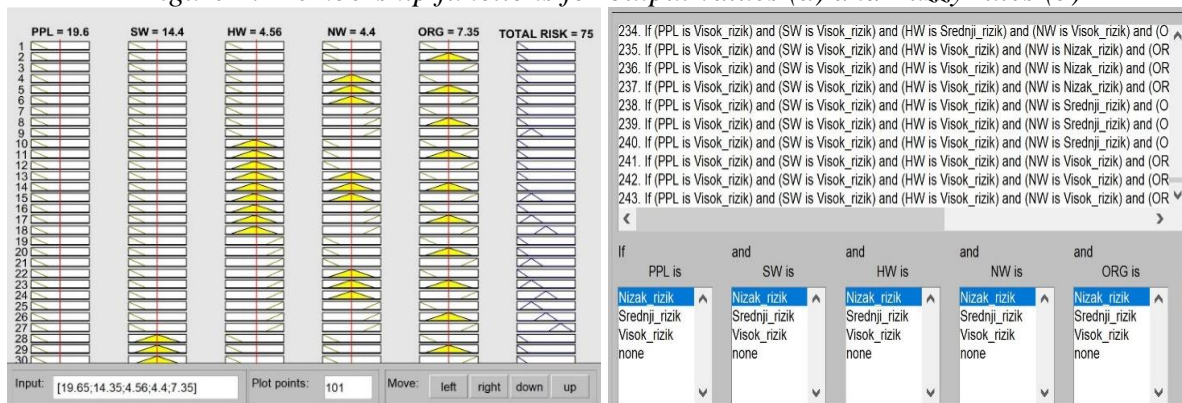 PPL = 19.6 SW = 14.4 HW = 4.56 NW = 4.4 ORG = 7.35 TOTAL RISK = 75
1
2
3
4
5
6
7
8
9
10
11
12
13
14
15
16
17
18
19
20
21
22
23
24
25
26
27
28
29
30
Input: [19.65;14.35;4.56;4.4;7.35] Plot points: 101 Move: left right down up
234. If (PPL is Visok_rizik) and (SW is Visok_rizik) and (HW is Srednji_rizik) and (NW is Visok_rizik) and (O
235. If (PPL is Visok_rizik) and (SW is Visok_rizik) and (HW is Visok_rizik) and (NW is Nizak_rizik) and (OR
236. If (PPL is Visok_rizik) and (SW is Visok_rizik) and (HW is Visok_rizik) and (NW is Nizak_rizik) and (OR
237. If (PPL is Visok_rizik) and (SW is Visok_rizik) and (HW is Visok_rizik) and (NW is Nizak_rizik) and (OR
238. If (PPL is Visok_rizik) and (SW is Visok_rizik) and (HW is Visok_rizik) and (NW is Srednji_rizik) and (O
239. If (PPL is Visok_rizik) and (SW is Visok_rizik) and (HW is Visok_rizik) and (NW is Srednji_rizik) and (O
240. If (PPL is Visok_rizik) and (SW is Visok_rizik) and (HW is Visok_rizik) and (NW is Srednji_rizik) and (O
241. If (PPL is Visok_rizik) and (SW is Visok_rizik) and (HW is Visok_rizik) and (NW is Visok_rizik) and (OR
242. If (PPL is Visok_rizik) and (SW is Visok_rizik) and (HW is Visok_rizik) and (NW is Visok_rizik) and (OR
243. If (PPL is Visok_rizik) and (SW is Visok_rizik) and (HW is Visok_rizik) and (NW is Visok_rizik) and (OR
If and and and and
PPL is SW is HW is NW is ORG is
Nizak_rizik Nizak_rizik Nizak_rizik Nizak_rizik Nizak_rizik
Srednji_rizik Srednji_rizik Srednji_rizik Srednji_rizik Srednji_rizik
Visok_rizik Visok_rizik Visok_rizik Visok_rizik Visok_rizik
none none none none none